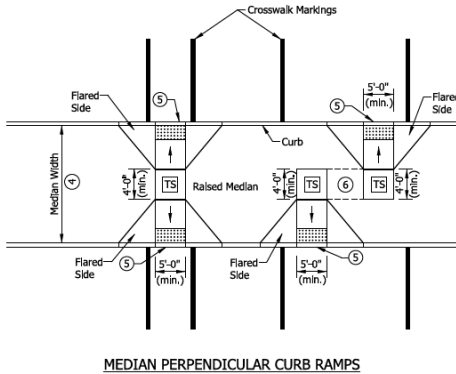 Crosswalk Markings
5'-0"
(min.)
Flared
Side
5
5
Flared
Side
Curb
Median Width
4
4'-0"
(min.)
TS
Raised Median
4'-0"
(min.)
TS
6
TS
4'-0"
(min.)
Flared
Side
5
5'-0"
(min.)
Flared
Side
5'-0"
(min.)
5
MEDIAN PERPENDICULAR CURB RAMPS